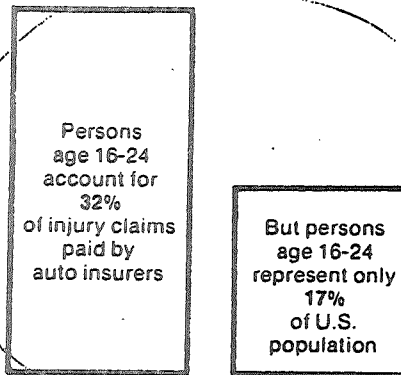 Persons
age 16-24
account for
32%
of injury claims
paid by
auto insurers
But persons
age 16-24
represent only
17%
of U.S.
population